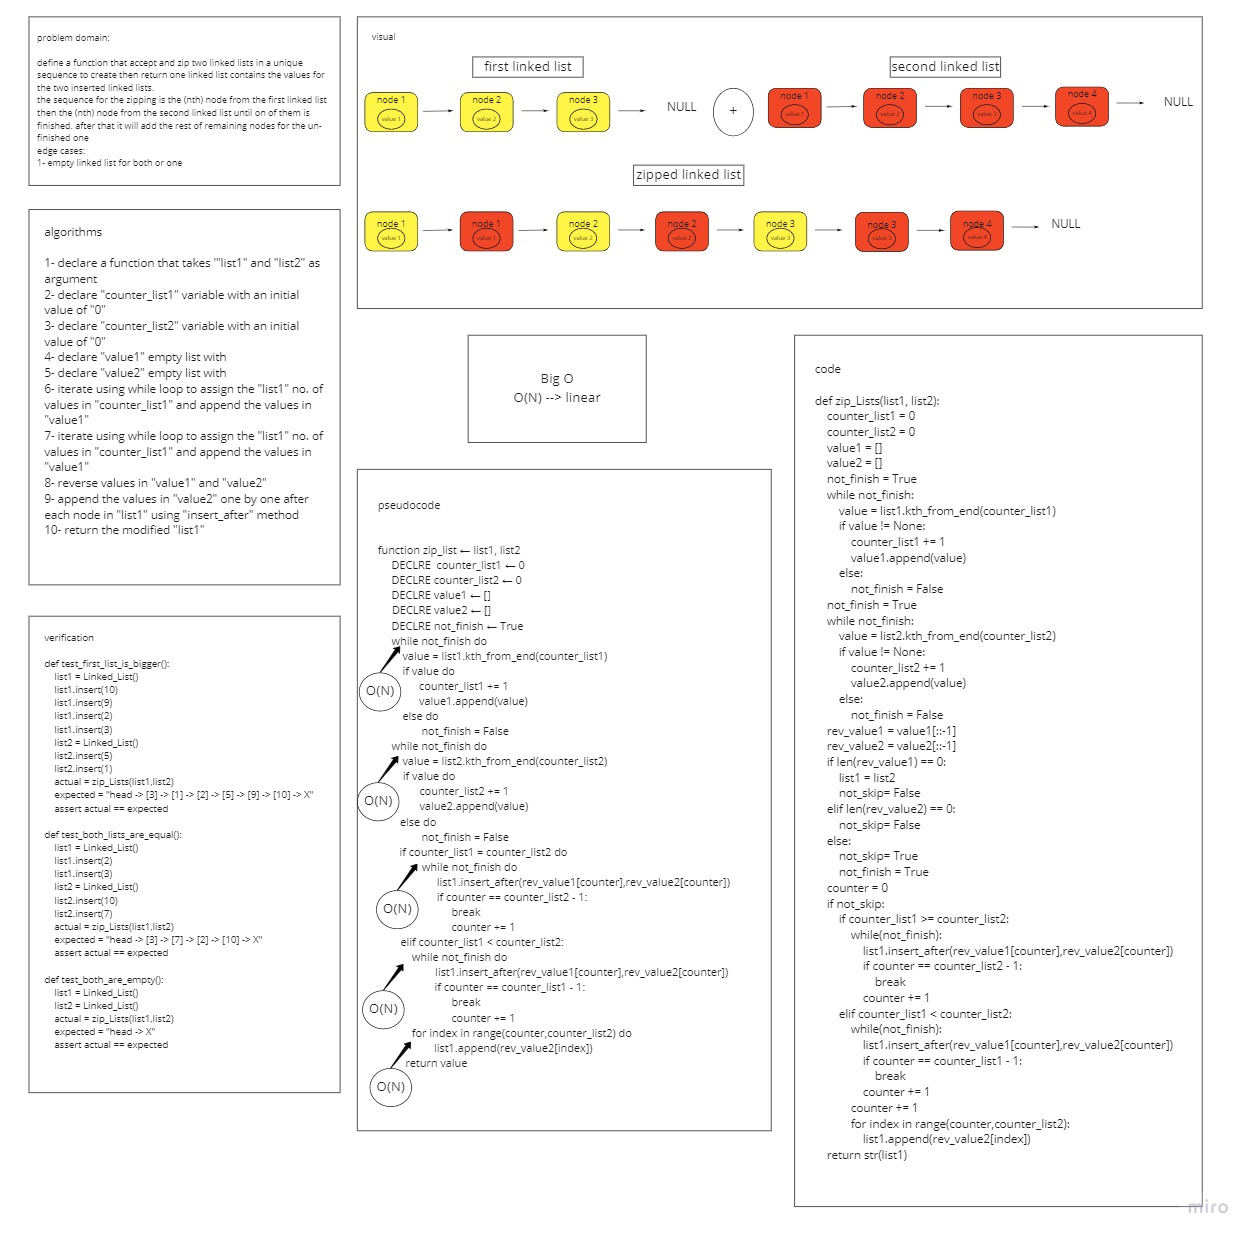 problem domain:
define a function that accept and zip two linked lists in a unique
sequence to create then return one linked list contains the values for
the two inserted linked lists.
the sequence for the zipping is the (nth) node from the first linked list
then the (nth) node from the second linked list until on of them is
finished. after that it will add the rest of remaining nodes for the un-
finished one
edge cases:
1- empty linked list for both or one
visual
first linked list
second linked list
node 1
value 1
node 2
value 2
node 3
value 3
NULL
+
node 1
value 1
node 2
value 2
node 3
value 3
node 4
value 4
NULL
zipped linked list
node 1
value 1
node 1
value 1
node 2
value 2
node 2
value 2
node 3
value 3
node 3
value 3
node 4
value 4
NULL
algorithms
1- declare a function that takes '"list1" and "list2" as
argument
2- declare "counter_list1" variable with an initial
value of "0"
3- declare "counter_list2" variable with an initial
value of "0"
4- declare "value1" empty list with
5- declare "value2" empty list with
6- iterate using while loop to assign the "list1" no. of
values in "counter_list1" and append the values in
"value1"
7- iterate using while loop to assign the "list1" no. of
values in "counter_list1" and append the values in
"value1"
8- reverse values in "value1" and "value2"
9- append the values in "value2" one by one after
each node in "list1" using "insert_after" method
10- return the modified "list1"
Big O
O(N) --> linear
verification
def test_first_list_is_bigger():
list1 = Linked_List()
list1.insert(10)
list1.insert(9)
list1.insert(2)
list1.insert(3)
list2 = Linked_List()
list2.insert(5)
list2.insert(1)
actual = zip_Lists(list1,list2)
expected = "head -> [3] -> [1] -> [2] -> [5] -> [9] -> [10] -> X"
assert actual == expected
def test_both_lists_are_equal():
list1 = Linked_List()
list1.insert(2)
list1.insert(3)
list2 = Linked_List()
list2.insert(10)
list2.insert(7)
actual = zip_Lists(list1,list2)
expected = "head -> [3] -> [7] -> [2] -> [10] -> X"
assert actual == expected
def test_both_are_empty():
list1 = Linked_List()
list2 = Linked_List()
actual = zip_Lists(list1,list2)
expected = "head -> X"
assert actual == expected
pseudocode
function zip_list ← list1, list2
DECLRE counter_list1 ← 0
DECLRE counter_list2 ← 0
DECLRE value1 ← []
DECLRE value2 ← []
DECLRE not_finish ← True
while not_finish do
value = list1.kth_from_end(counter_list1)
if value do
O(N)
counter_list1 += 1
value1.append(value)
else do
not_finish = False
while not_finish do
value = list2.kth_from_end(counter_list2)
if value do
O(N)
counter_list2 += 1
value2.append(value)
else do
not_finish = False
if counter_list1 = counter_list2 do
while not_finish do
list1.insert_after(rev_value1[counter],rev_value2[counter])
if counter == counter_list2 - 1:
O(N)
break
counter += 1
elif counter_list1 < counter_list2:
while not_finish do
list1.insert_after(rev_value1[counter],rev_value2[counter])
if counter == counter_list1 - 1:
O(N)
break
counter += 1
for index in range(counter,counter_list2) do
list1.append(rev_value2[index])
return value
O(N)
code
def zip_Lists(list1, list2):
counter_list1 = 0
counter_list2 = 0
value1 = []
value2 = []
not_finish = True
while not_finish:
value = list1.kth_from_end(counter_list1)
if value != None:
counter_list1 += 1
value1.append(value)
else:
not_finish = False
not_finish = True
while not_finish:
value = list2.kth_from_end(counter_list2)
if value != None:
counter_list2 += 1
value2.append(value)
else:
not_finish = False
rev_value1 = value1[::-1]
rev_value2 = value2[::-1]
if len(rev_value1) == 0:
list1 = list2
not_skip= False
elif len(rev_value2) == 0:
not_skip= False
else:
not_skip= True
not_finish = True
counter = 0
if not_skip:
if counter_list1 >= counter_list2:
while(not_finish):
list1.insert_after(rev_value1[counter],rev_value2[counter])
if counter == counter_list2 - 1:
break
counter += 1
elif counter_list1 < counter_list2:
while(not_finish):
list1.insert_after(rev_value1[counter],rev_value2[counter])
if counter == counter_list1 - 1:
break
counter += 1
counter += 1
for index in range(counter,counter_list2):
list1.append(rev_value2[index])
return str(list1)
miro